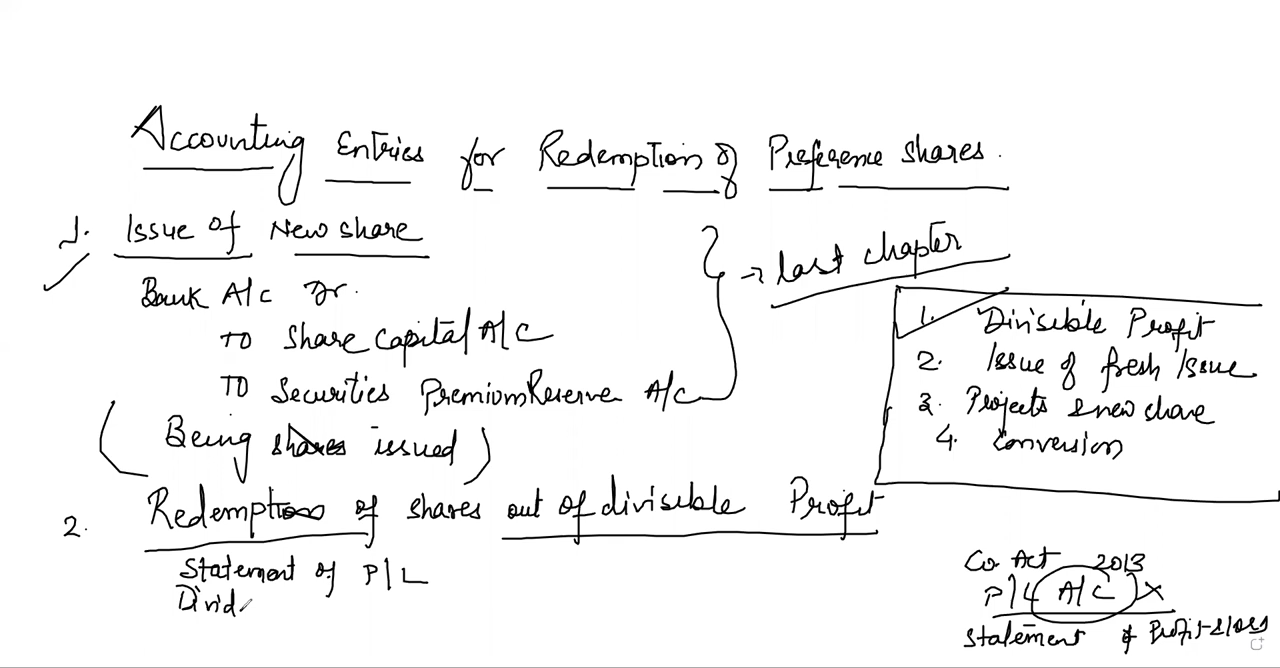 Accounting Entries for Redemption of Preference shares.
1. Issue of New share
Bank A/c Dr.
To Share Capital A/C
To Securities Premium Reserve A/c
(Being shares issued)
→ last chapter
1. Divisible Profit
2. Issue of fresh Issue
3. Projects & new share
4. Conversion
2. Redemption of shares out of divisible Profit
Statement of P/L
Divid
Co Act 2013
P/L A/C X
Statement of Profit & loss